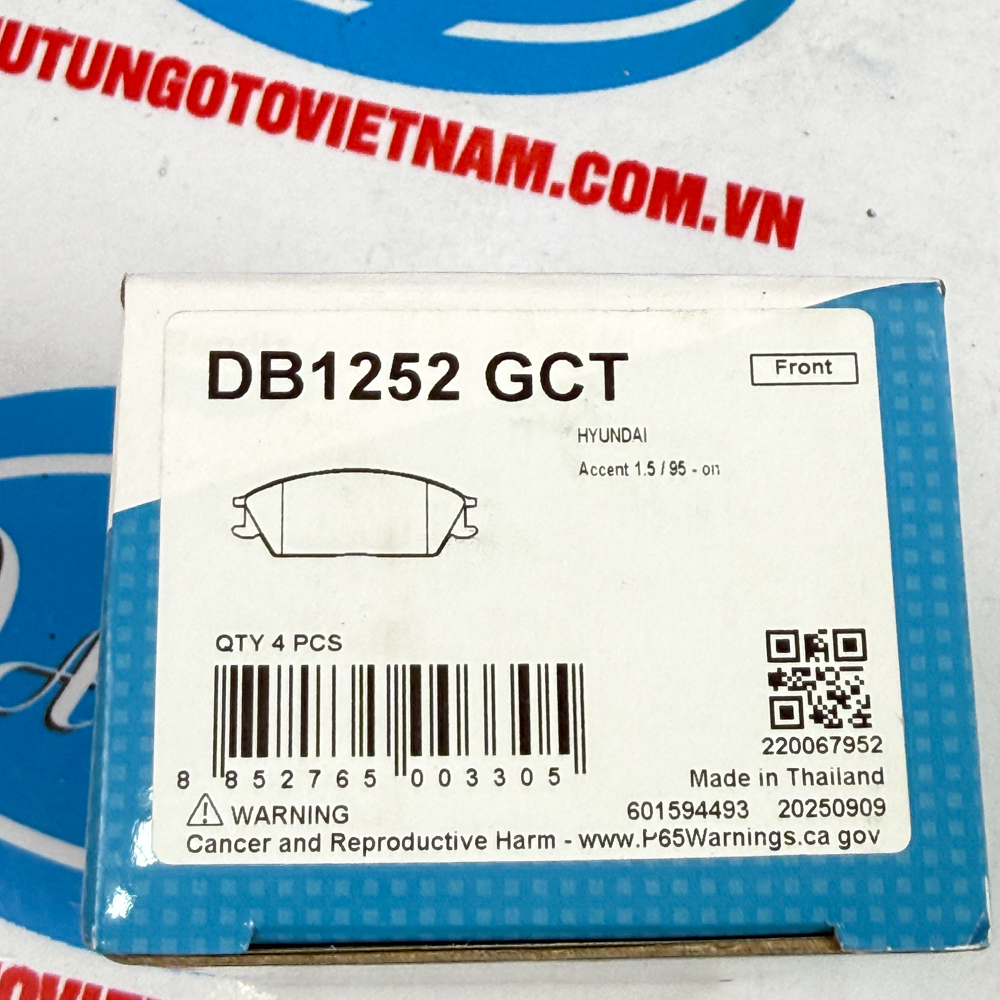 UTUNGOTOVIETNAM.COM.VN
DB1252 GCT
Front
HYUNDAI
Accent 1.5 / 95 - on
QTY 4 PCS
8 852765 003305
220067952
Made in Thailand
WARNING
601594493 20250909
Cancer and Reproductive Harm - www.P65Warnings.ca gov